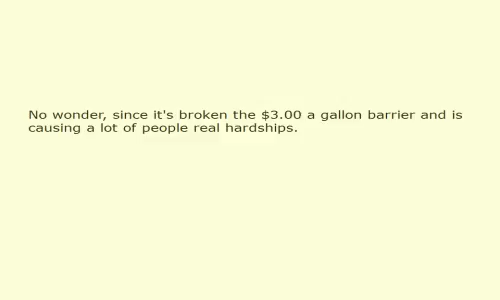 No wonder, since it's broken the $3.00 a gallon barrier and is
causing a lot of people real hardships.